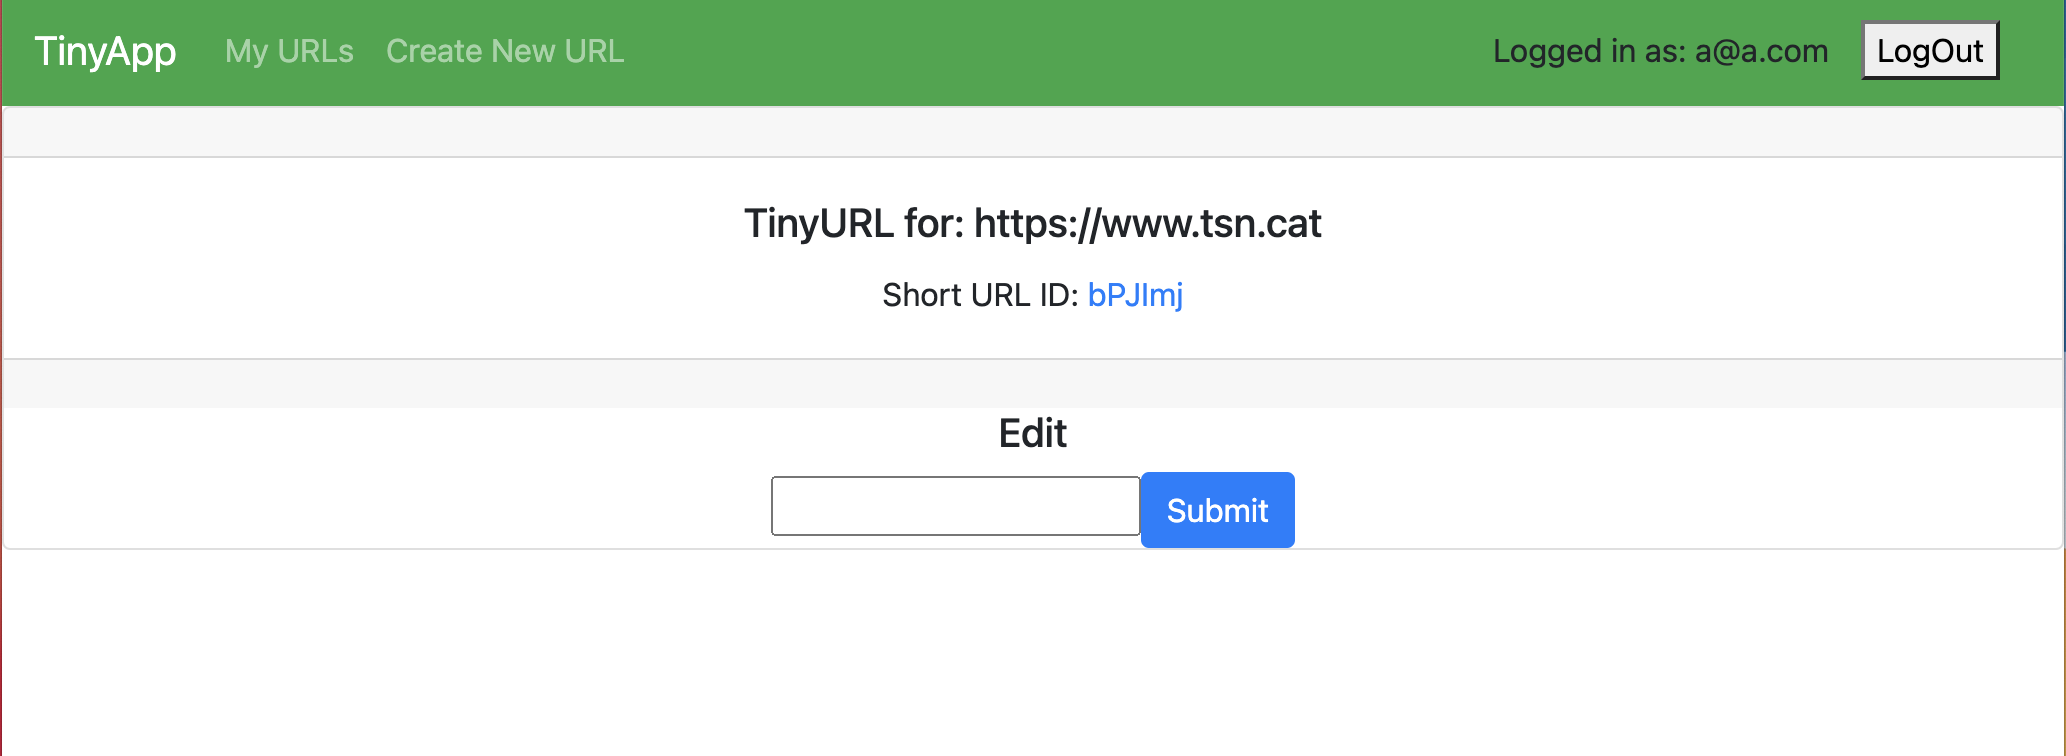 TinyApp My URLs Create New URL Logged in as: a@a.com LogOut
TinyURL for: https://www.tsn.cat
Short URL ID: bPJImj
Edit
Submit